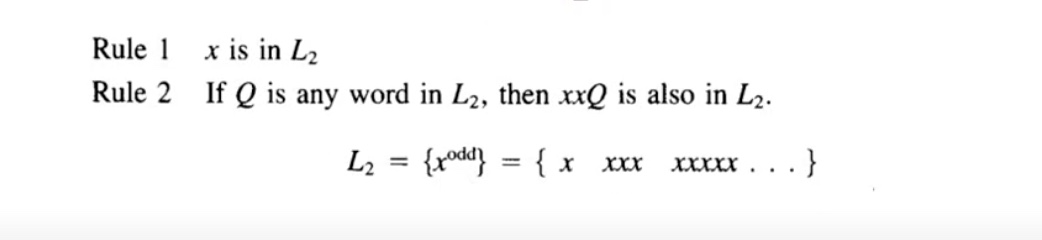 Rule 1 x is in L₂
Rule 2 If Q is any word in L₂, then xxQ is also in L₂.
L₂ = {xᵒᵈᵈ} = { x xxx xxxxx . . . }